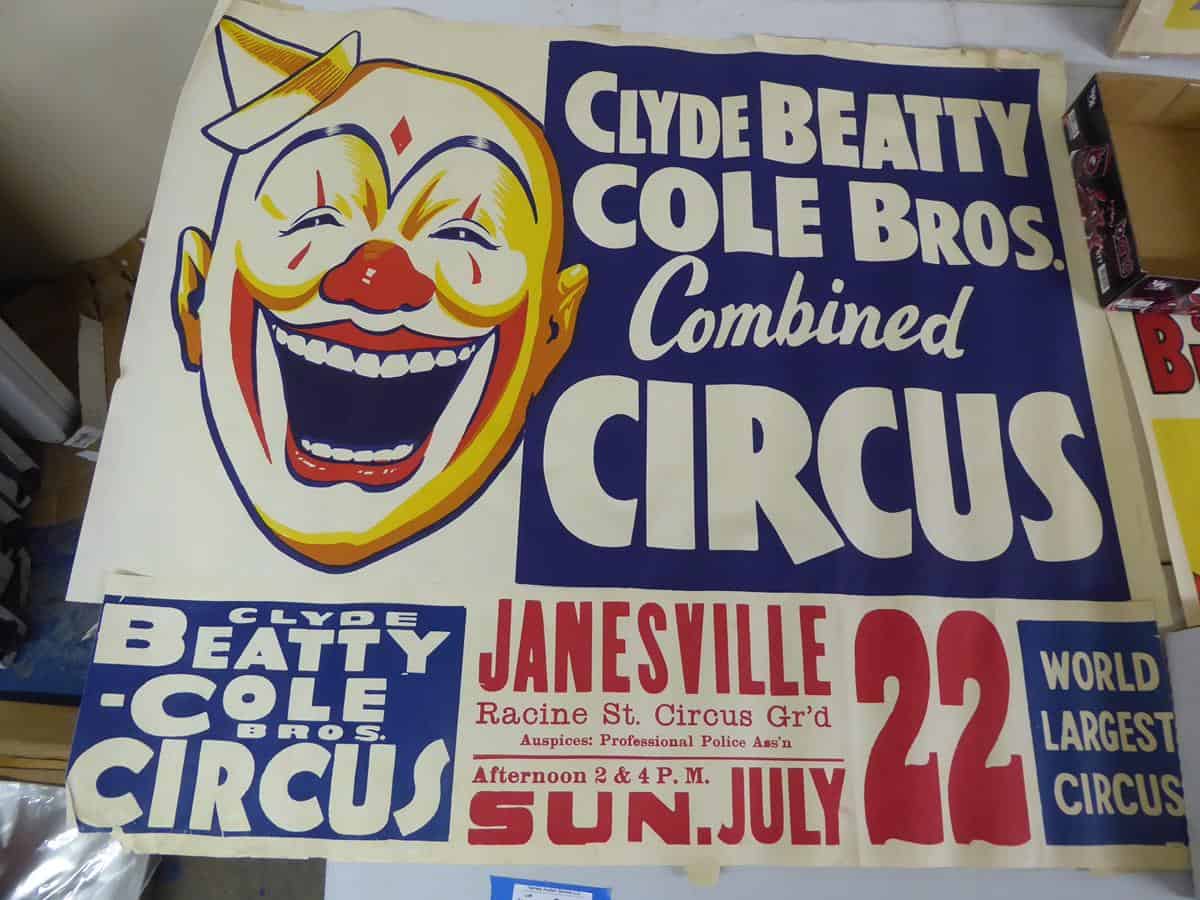 CLYDE BEATTY
COLE BROS.
Combined
CIRCUS
CLYDE
BEATTY
-COLE
BROS.
CIRCUS
JANESVILLE
Racine St. Circus Gr'd
Auspices: Professional Police Ass'n
Afternoon 2 & 4 P. M.
SUN. JULY
22
WORLD
LARGEST
CIRCUS